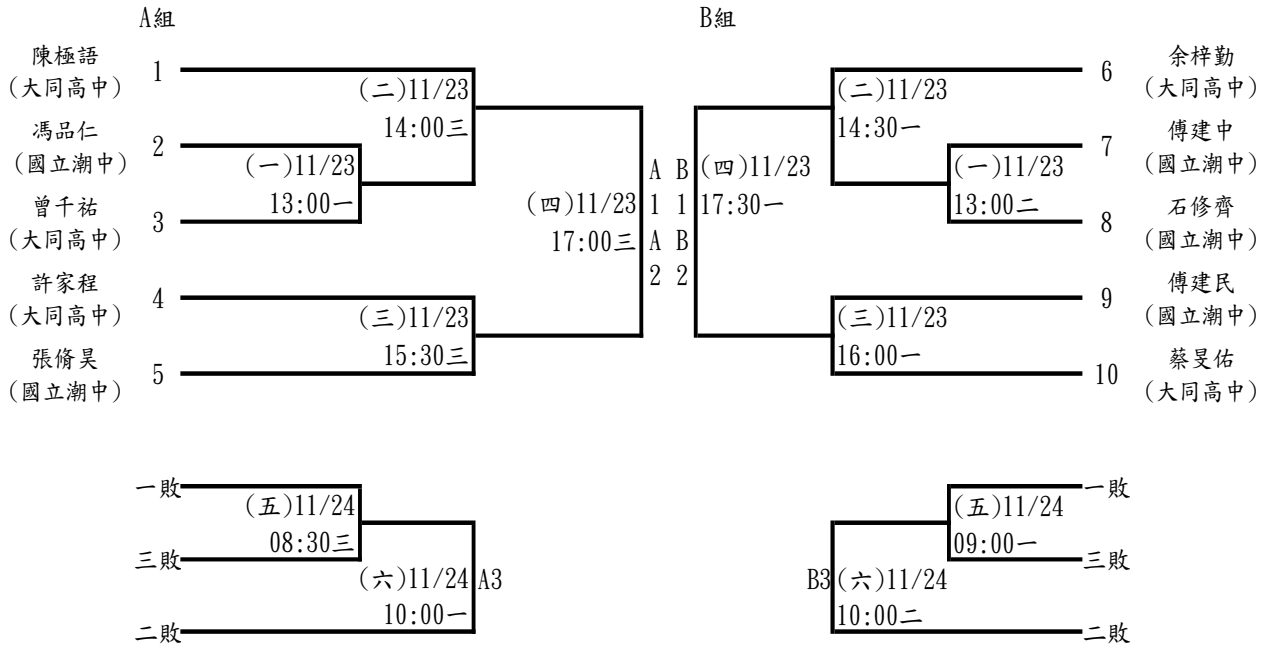 A組
B組
陳極語
(大同高中)
1
馮品仁
(國立潮中)
2
曾千祐
(大同高中)
3
許家程
(大同高中)
4
張脩昊
(國立潮中)
5
(二)11/23
14:00三
(一)11/23
13:00一
(三)11/23
15:30三
(四)11/23
17:00三
A B
1 1
A B
2 2
(四)11/23
17:30一
(二)11/23
14:30一
(一)11/23
13:00二
(三)11/23
16:00一
6
余梓勤
(大同高中)
7
傅建中
(國立潮中)
8
石修齊
(國立潮中)
9
傅建民
(國立潮中)
10
蔡旻佑
(大同高中)
一敗
(五)11/24
08:30三
三敗
(六)11/24
10:00一
A3
二敗
一敗
(五)11/24
09:00一
三敗
B3
(六)11/24
10:00二
二敗